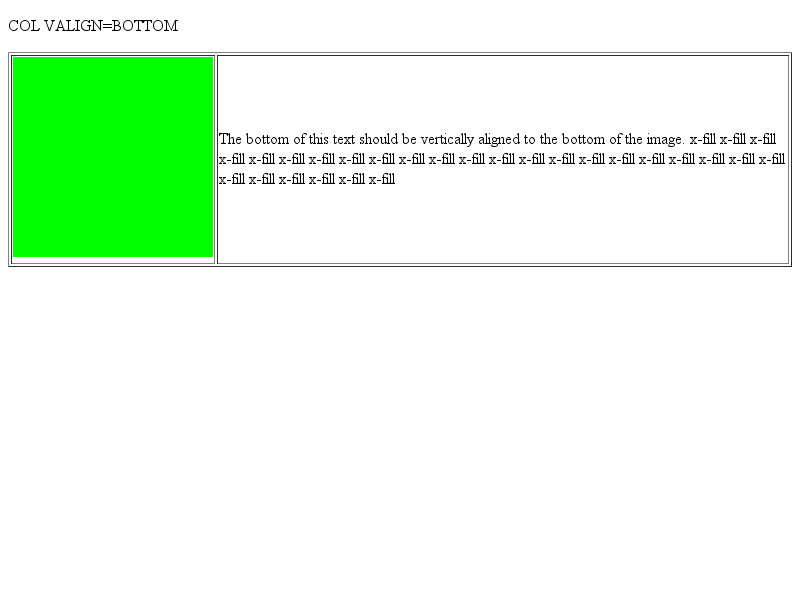 COL VALIGN=BOTTOM
The bottom of this text should be vertically aligned to the bottom of the image. x-fill x-fill x-fill
x-fill x-fill x-fill x-fill x-fill x-fill x-fill x-fill x-fill x-fill x-fill x-fill x-fill x-fill x-fill x-fill x-fill x-fill x-fill
x-fill x-fill x-fill x-fill x-fill x-fill